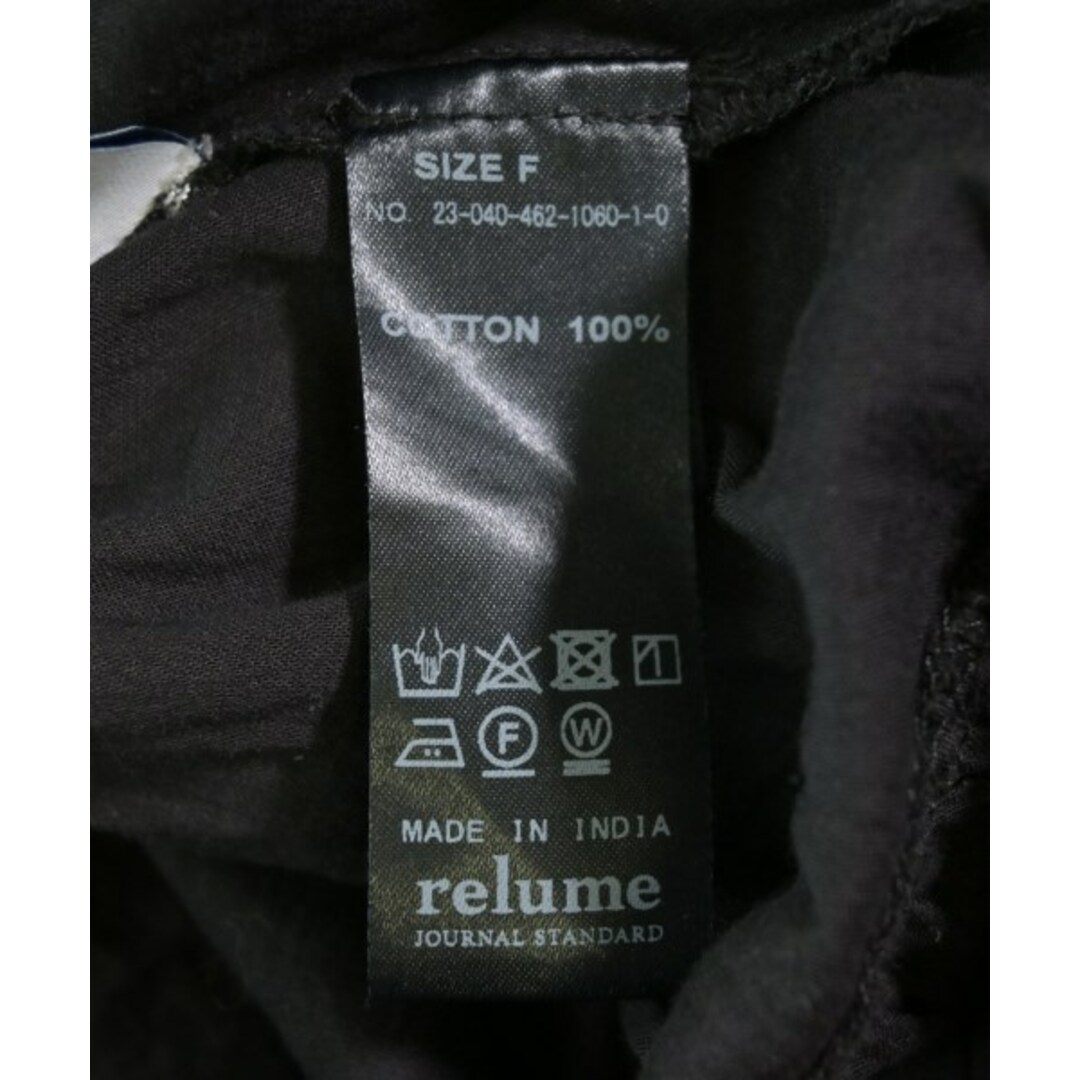 SIZE F
NO. 23-040-462-1060-1-0
COTTON 100%
F W
MADE IN INDIA
relume
JOURNAL STANDARD